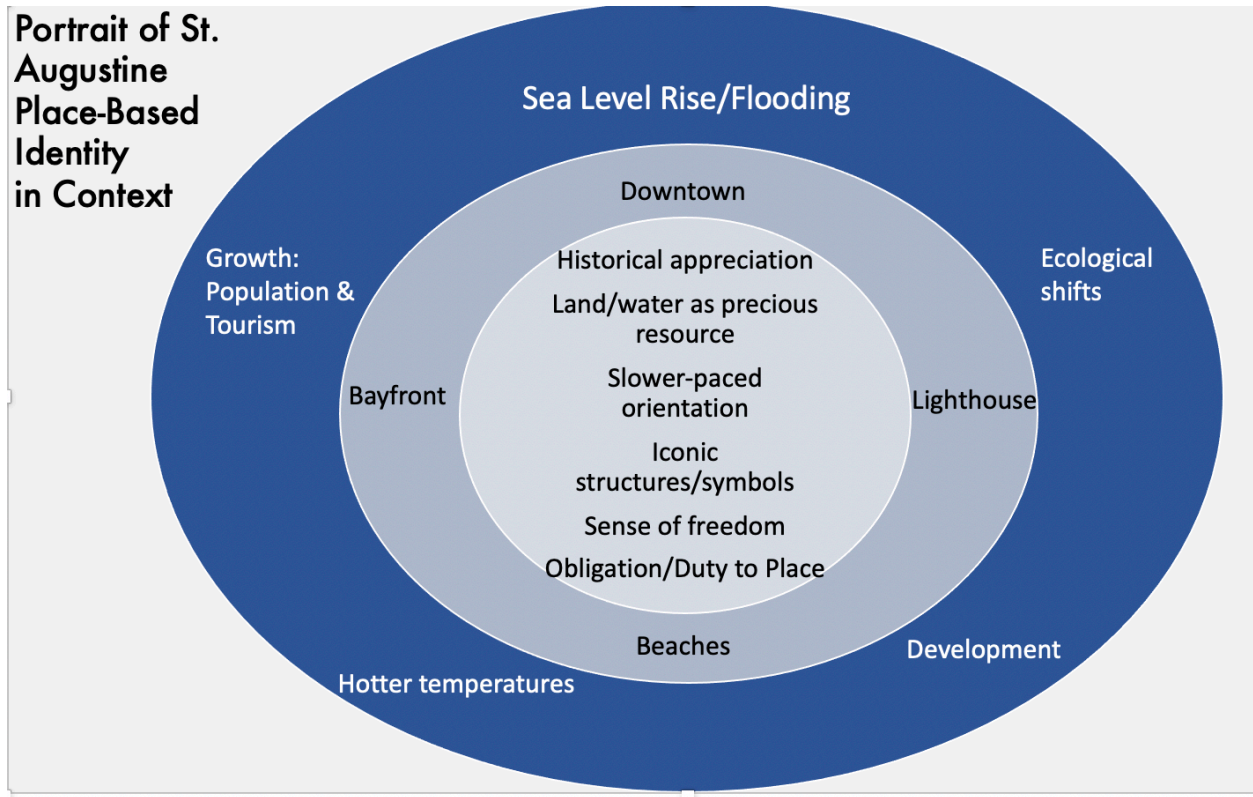 Portrait of St.
Augustine
Place-Based
Identity
in Context
Sea Level Rise/Flooding
Growth:
Population &
Tourism
Ecological
shifts
Hotter temperatures
Development
Downtown
Bayfront
Lighthouse
Beaches
Historical appreciation
Land/water as precious
resource
Slower-paced
orientation
Iconic
structures/symbols
Sense of freedom
Obligation/Duty to Place